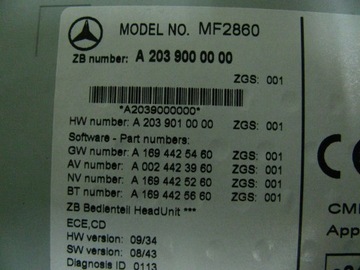 MODEL NO. MF2860
ZB number: A 203 900 00 00
ZGS: 001
*A2039000000*
HW number: A 203 901 00 00 ZGS: 001
Software - Part numbers:
GW number: A 169 442 54 60 ZGS: 001
AV number: A 002 442 39 60 ZGS: 001
NV number: A 169 442 52 60 ZGS: 001
BT number: A 169 442 56 60 ZGS: 001
ZB Bedienteil HeadUnit ***
ECE,CD
HW version: 09/34
SW version: 08/43
Diagnosis ID 0113
CE
App